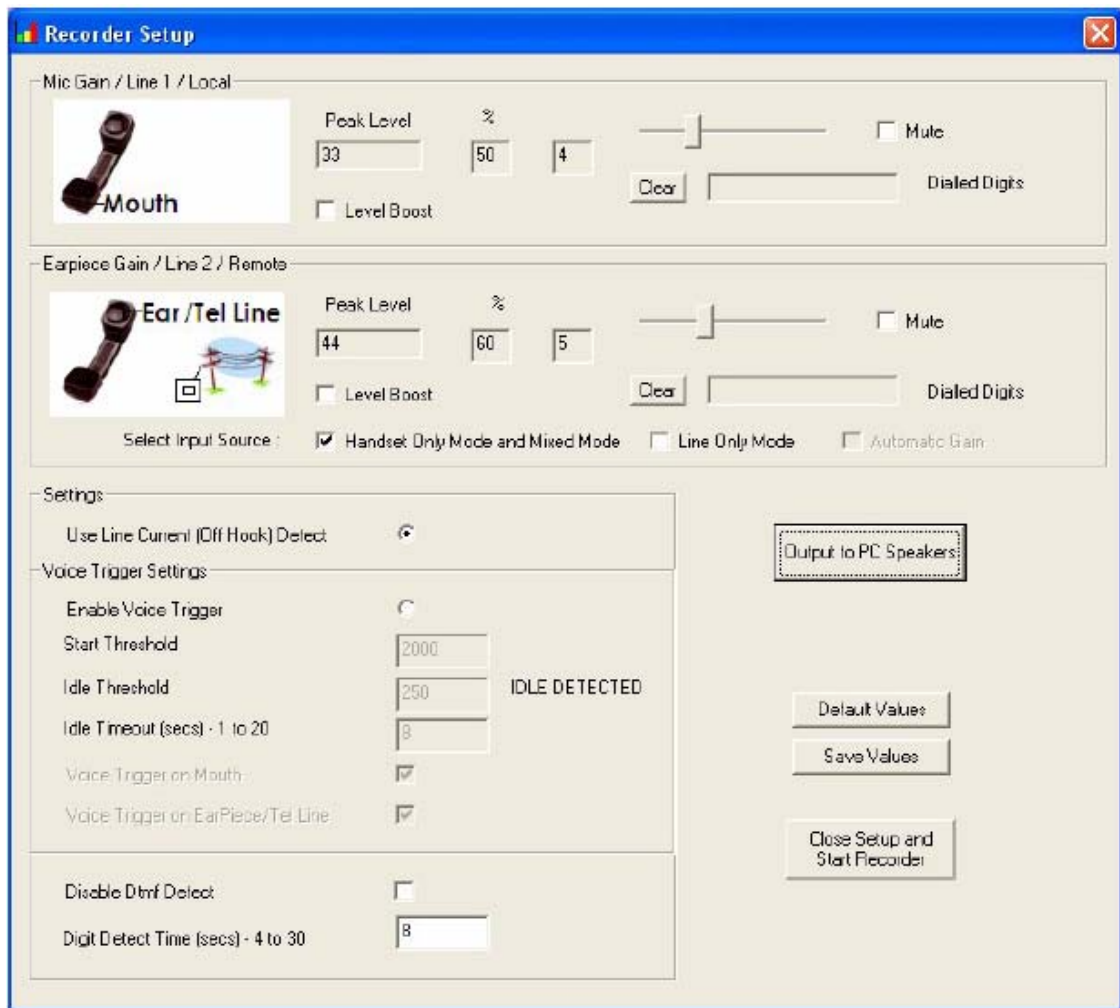 Recorder Setup
Mic Gain / Line 1 / Local
Peak Level
%
33
50
4
Mute
Mouth
Level Boost
Clear
Dialed Digits
Earpiece Gain / Line 2 / Remote
Ear /Tel Line
Peak Level
%
44
60
5
Mute
Level Boost
Clear
Dialed Digits
Select Input Source :
Handset Only Mode and Mixed Mode
Line Only Mode
Automatic Gain
Settings
Use Line Current (Off Hook) Detect
Output to PC Speakers
Voice Trigger Settings
Enable Voice Trigger
Start Threshold
2000
Idle Threshold
250
IDLE DETECTED
Idle Timeout (secs) - 1 to 20
8
Default Values
Save Values
Voice Trigger on Mouth
Voice Trigger on EarPiece/Tel Line
Close Setup and
Start Recorder
Disable Dtmf Detect
Digit Detect Time (secs) - 4 to 30
8